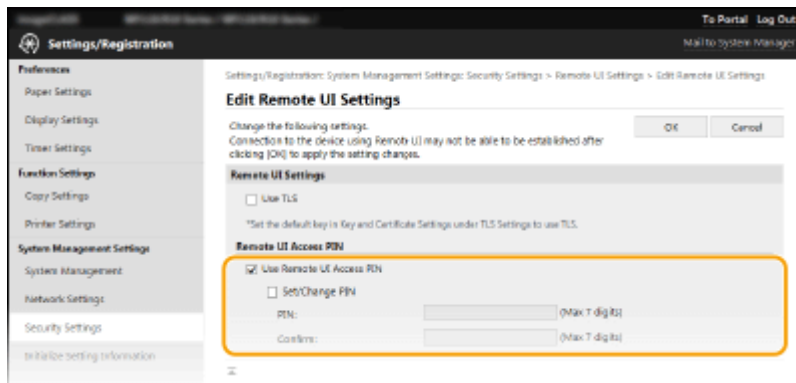 To Portal Log Out
Settings/Registration
Mail to System Manager
Preferences
Paper Settings
Display Settings
Timer Settings
Function Settings
Copy Settings
Printer Settings
System Management Settings
System Management
Network Settings
Security Settings
Initialize Setting Information
Settings/Registration: System Management Settings: Security Settings > Remote UI Settings > Edit Remote UI Settings
Edit Remote UI Settings
Change the following settings.
Connection to the device using Remote UI may not be able to be established after
clicking [OK] to apply the setting changes.
OK Cancel
Remote UI Settings
Use TLS
*Set the default key in Key and Certificate Settings under TLS Settings to use TLS.
Remote UI Access PIN
Use Remote UI Access PIN
Set/Change PIN
PIN: (Max 7 digits)
Confirm: (Max 7 digits)